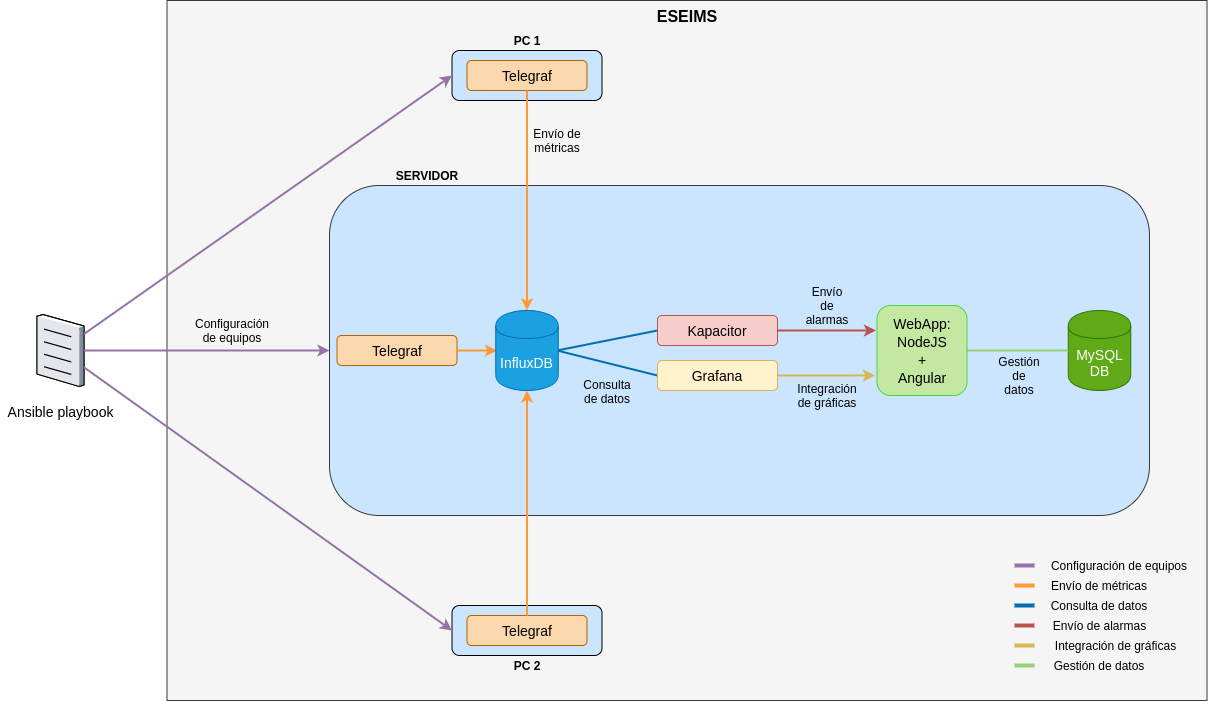 ESEIMS
PC 1
Telegraf
Envío de
métricas
SERVIDOR
Configuración
de equipos
Ansible playbook
Telegraf
InfluxDB
Consulta
de datos
Kapacitor
Grafana
Envío
de
alarmas
Integración
de gráficas
WebApp:
NodeJS
+
Angular
Gestión
de
datos
MySQL
DB
Telegraf
PC 2
Configuración de equipos
Envío de métricas
Consulta de datos
Envío de alarmas
Integración de gráficas
Gestión de datos